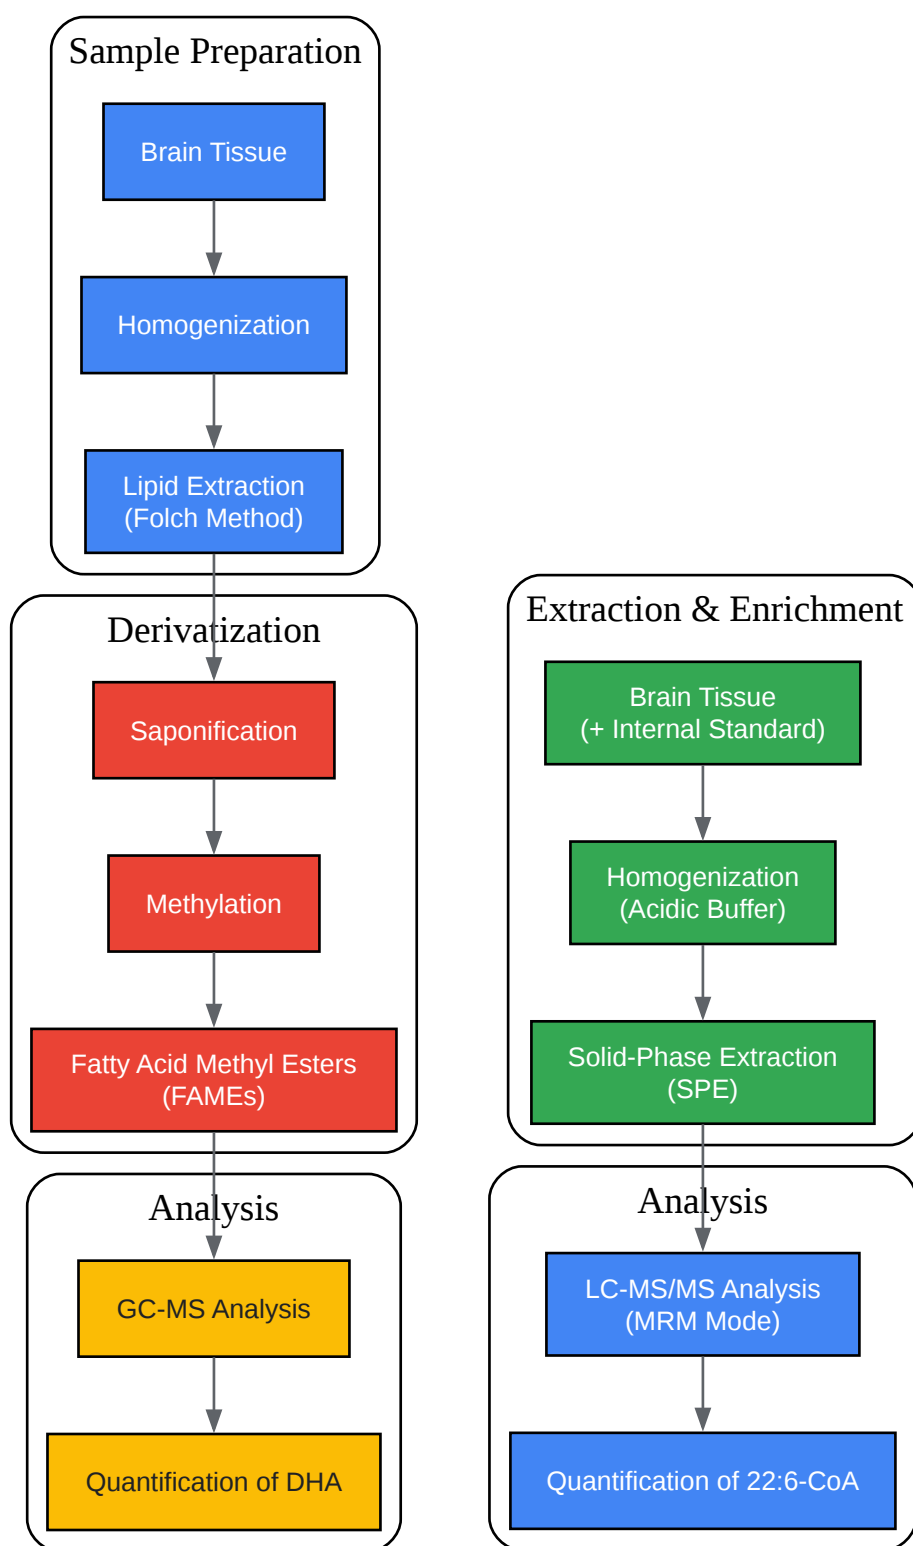 Sample Preparation
Brain Tissue
Homogenization
Lipid Extraction
(Folch Method)
Derivatization
Saponification
Methylation
Fatty Acid Methyl Esters
(FAMEs)
Analysis
GC-MS Analysis
Quantification of DHA
Extraction & Enrichment
Brain Tissue
(+ Internal Standard)
Homogenization
(Acidic Buffer)
Solid-Phase Extraction
(SPE)
Analysis
LC-MS/MS Analysis
(MRM Mode)
Quantification of 22:6-CoA